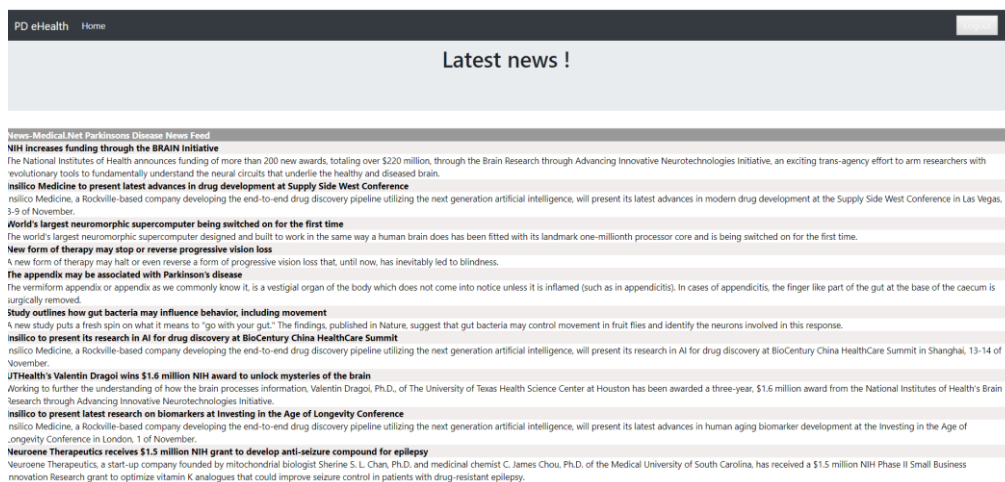 PD eHealth Home Logout
Latest news !
News-Medical.Net Parkinsons Disease News Feed
NIH increases funding through the BRAIN Initiative
The National Institutes of Health announces funding of more than 200 new awards, totaling over $220 million, through the Brain Research through Advancing Innovative Neurotechnologies Initiative, an exciting trans-agency effort to arm researchers with
revolutionary tools to fundamentally understand the neural circuits that underlie the healthy and diseased brain.
Insilico Medicine to present latest advances in drug development at Supply Side West Conference
Insilico Medicine, a Rockville-based company developing the end-to-end drug discovery pipeline utilizing the next generation artificial intelligence, will present its latest advances in modern drug development at the Supply Side West Conference in Las Vegas,
8-9 of November.
World's largest neuromorphic supercomputer being switched on for the first time
The world's largest neuromorphic supercomputer designed and built to work in the same way a human brain does has been fitted with its landmark one-millionth processor core and is being switched on for the first time.
New form of therapy may stop or reverse progressive vision loss
A new form of therapy may halt or even reverse a form of progressive vision loss that, until now, has inevitably led to blindness.
The appendix may be associated with Parkinson's disease
The vermiform appendix or appendix as we commonly know it, is a vestigial organ of the body which does not come into notice unless it is inflamed (such as in appendicitis). In cases of appendicitis, the finger like part of the gut at the base of the caecum is
surgically removed.
Study outlines how gut bacteria may influence behavior, including movement
A new study puts a fresh spin on what it means to "go with your gut." The findings, published in Nature, suggest that gut bacteria may control movement in fruit flies and identify the neurons involved in this response.
Insilico to present its research in AI for drug discovery at BioCentury China HealthCare Summit
Insilico Medicine, a Rockville-based company developing the end-to-end drug discovery pipeline utilizing the next generation artificial intelligence, will present its research in AI for drug discovery at BioCentury China HealthCare Summit in Shanghai, 13-14 of
November.
UTHealth's Valentin Dragoi wins $1.6 million NIH award to unlock mysteries of the brain
Working to further the understanding of how the brain processes information, Valentin Dragoi, Ph.D., of The University of Texas Health Science Center at Houston has been awarded a three-year, $1.6 million award from the National Institutes of Health's Brain
Research through Advancing Innovative Neurotechnologies Initiative.
Insilico to present latest research on biomarkers at Investing in the Age of Longevity Conference
Insilico Medicine, a Rockville-based company developing the end-to-end drug discovery pipeline utilizing the next generation artificial intelligence, will present its latest advances in human aging biomarker development at the Investing in the Age of
Longevity Conference in London, 1 of November.
Neuroene Therapeutics receives $1.5 million NIH grant to develop anti-seizure compound for epilepsy
Neuroene Therapeutics, a start-up company founded by mitochondrial biologist Sherine S. L. Chan, Ph.D. and medicinal chemist C. James Chou, Ph.D. of the Medical University of South Carolina, has received a $1.5 million NIH Phase II Small Business
Innovation Research grant to optimize vitamin K analogues that could improve seizure control in patients with drug-resistant epilepsy.